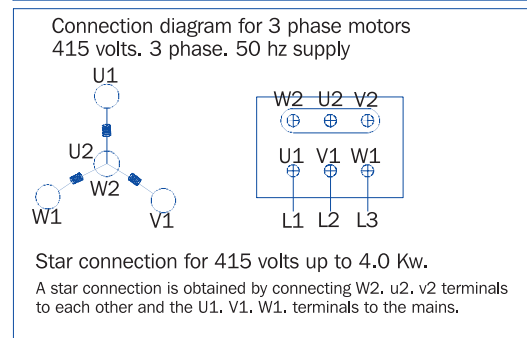 Connection diagram for 3 phase motors
415 volts. 3 phase. 50 hz supply
U1
U2
W2
W1
V1
W2 U2 V2
U1 V1 W1
L1 L2 L3
Star connection for 415 volts up to 4.0 Kw.
A star connection is obtained by connecting W2. u2. v2 terminals
to each other and the U1. V1. W1. terminals to the mains.